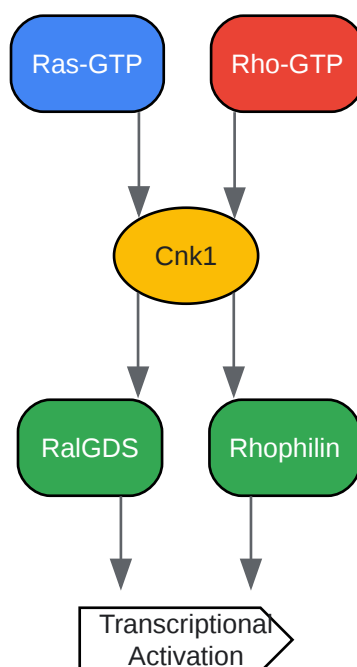 Ras-GTP
Rho-GTP
Cnk1
RalGDS
Rhophilin
Transcriptional
Activation